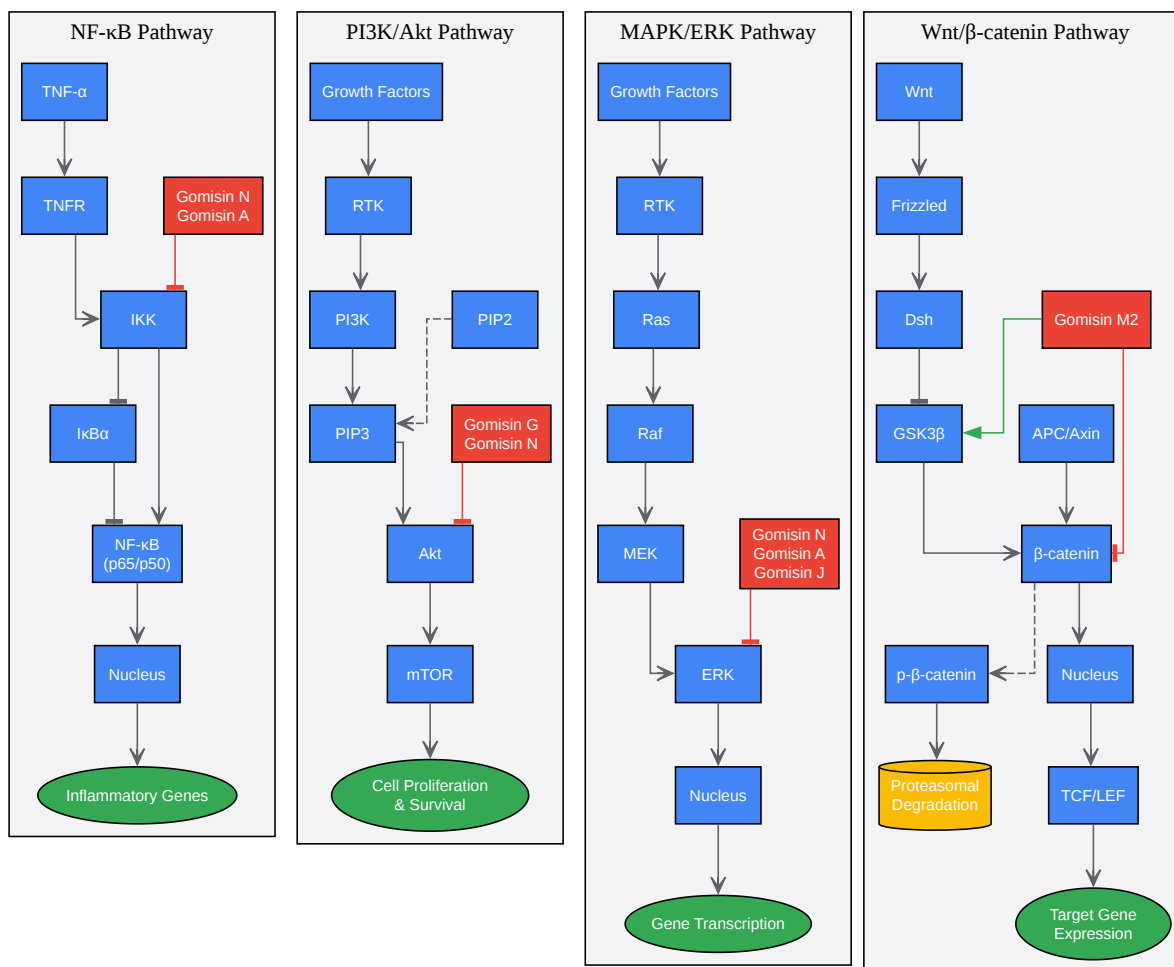 NF-κB Pathway
TNF-α
TNFR
Gomisin N
Gomisin A
IKK
IκBα
NF-κB
(p65/p50)
Nucleus
Inflammatory Genes
PI3K/Akt Pathway
Growth Factors
RTK
PI3K
PIP2
PIP3
Gomisin G
Gomisin N
Akt
mTOR
Cell Proliferation
& Survival
MAPK/ERK Pathway
Growth Factors
RTK
Ras
Raf
MEK
Gomisin N
Gomisin A
Gomisin J
ERK
Nucleus
Gene Transcription
Wnt/β-catenin Pathway
Wnt
Frizzled
Dsh
Gomisin M2
GSK3β
APC/Axin
β-catenin
p-β-catenin
Nucleus
Proteasomal
Degradation
TCF/LEF
Target Gene
Expression